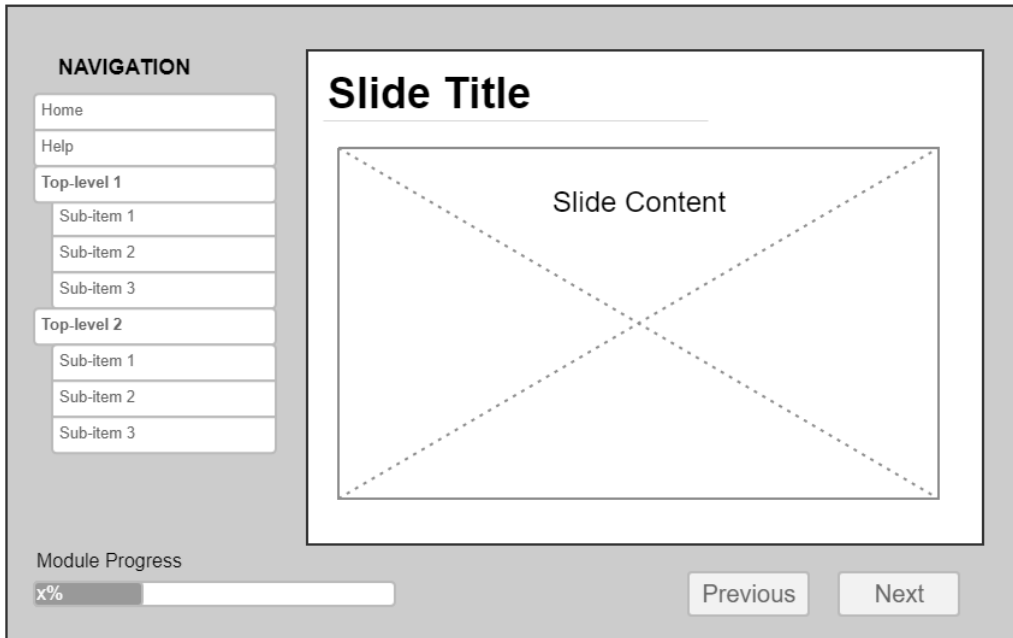 NAVIGATION
Home
Help
Top-level 1
Sub-item 1
Sub-item 2
Sub-item 3
Top-level 2
Sub-item 1
Sub-item 2
Sub-item 3
Slide Title
Slide Content
Module Progress
x%
Previous
Next